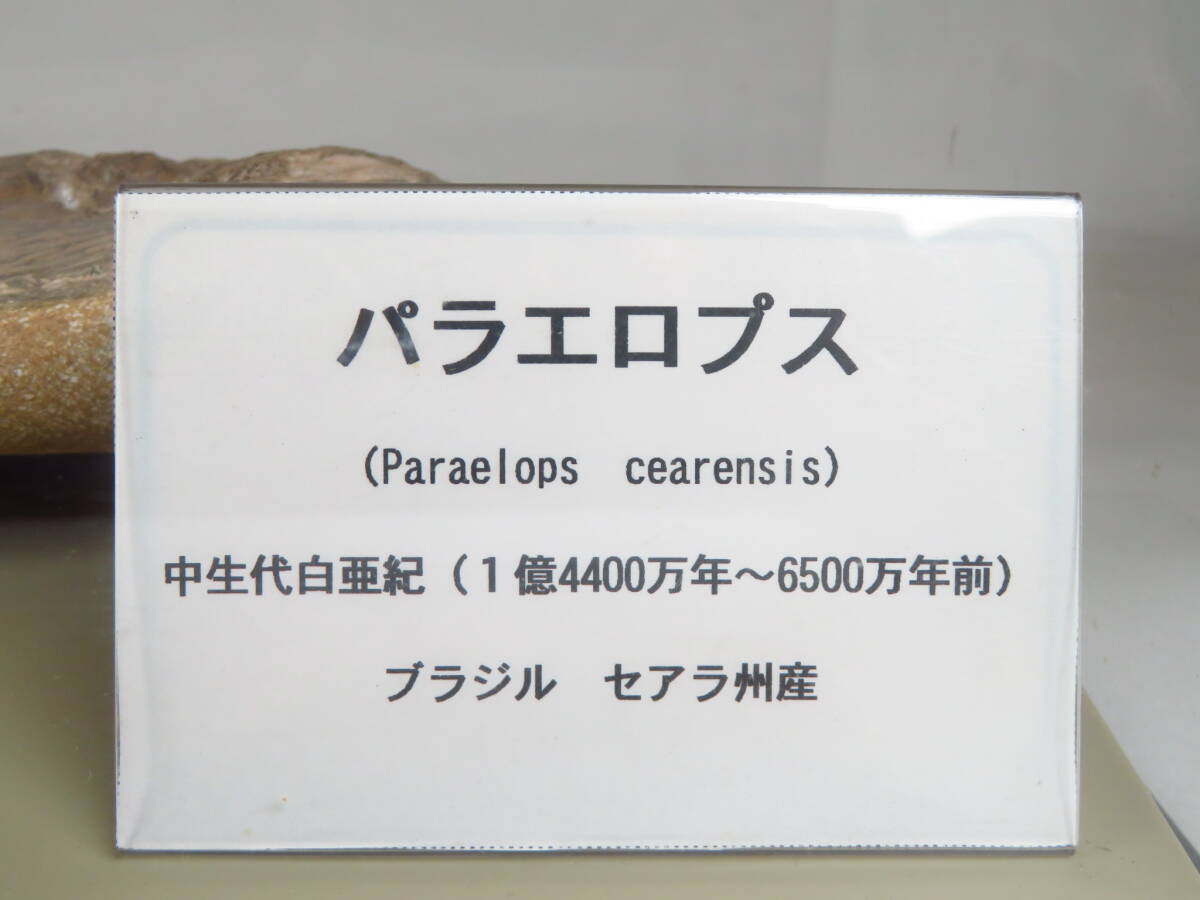 パラエロプス
(Paraelops　cearensis)
中生代白亜紀（１億4400万年～6500万年前）
ブラジル　セアラ州産